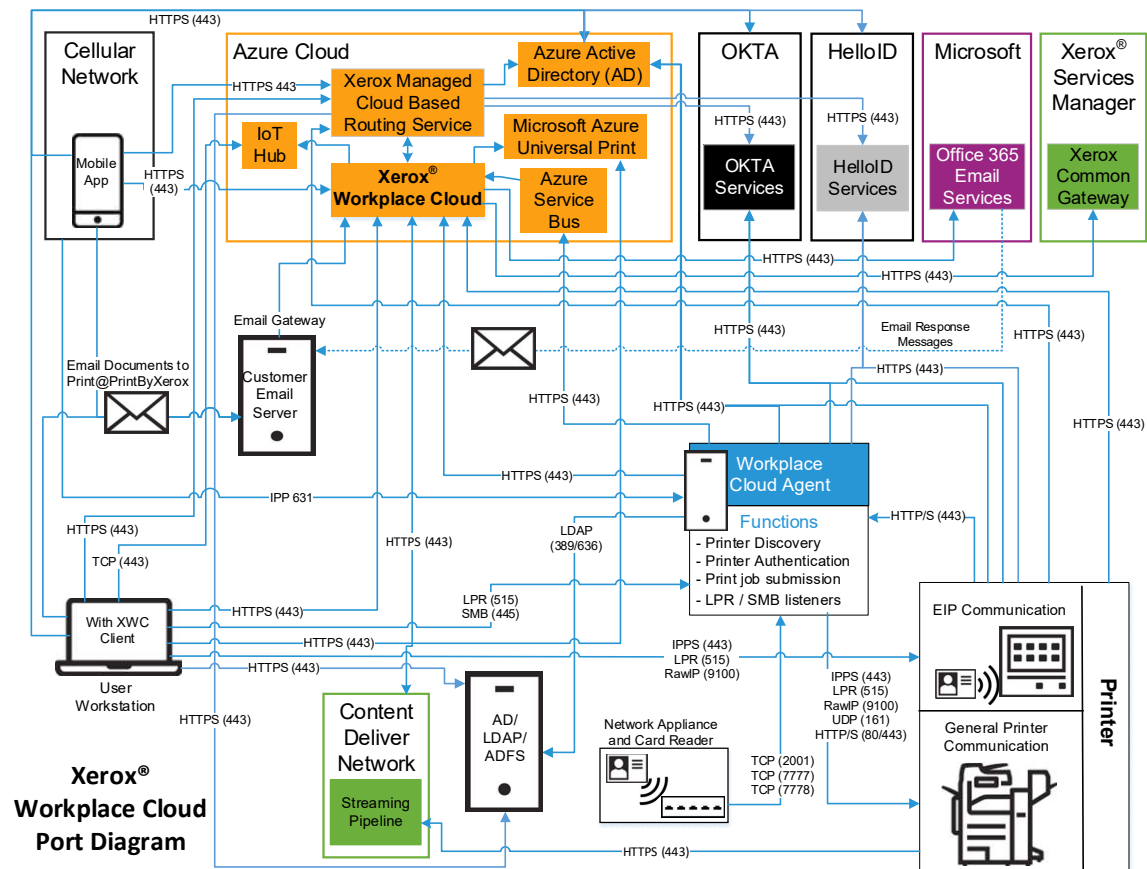 HTTPS (443)
Cellular
Network
Mobile
App
HTTPS 443
HTTPS
(443)
Azure Cloud
Azure Active
Directory (AD)
Xerox Managed
Cloud Based
Routing Service
IoT
Hub
Microsoft Azure
Universal Print
Xerox®
Workplace Cloud
Azure
Service
Bus
OKTA
HTTPS (443)
OKTA
Services
HelloID
HTTPS (443)
HelloID
Services
Microsoft
Office 365
Email
Services
Xerox®
Services
Manager
Xerox
Common
Gateway
HTTPS (443)
HTTPS (443)
Email Gateway
Customer
Email
Server
Email Documents to
Print@PrintByXerox
HTTPS (443)
Email Response
Messages
HTTPS (443)
HTTPS (443)
HTTPS (443)
HTTPS (443)
HTTPS (443)
HTTPS (443)
IPP 631
Workplace
Cloud Agent
Functions
- Printer Discovery
- Printer Authentication
- Print job submission
- LPR / SMB listeners
HTTP/S (443)
HTTPS (443)
TCP (443)
HTTPS (443)
LDAP
(389/636)
With XWC
Client
User
Workstation
HTTPS (443)
LPR (515)
SMB (445)
HTTPS (443)
HTTPS (443)
HTTPS (443)
IPPS (443)
LPR (515)
RawIP (9100)
IPPS (443)
LPR (515)
RawIP (9100)
UDP (161)
HTTP/S (80/443)
EIP Communication
General Printer
Communication
Printer
Content
Deliver
Network
Streaming
Pipeline
AD/
LDAP/
ADFS
Network Appliance
and Card Reader
TCP (2001)
TCP (7777)
TCP (7778)
HTTPS (443)
Xerox®
Workplace Cloud
Port Diagram